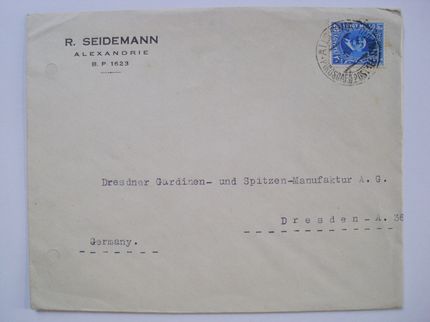 R. SEIDEMANN
ALEXANDRIE
B. P 1623
Dresdner Gardinen- und Spitzen-Manufaktur A. G.
Dresden-A. 36
Germany.